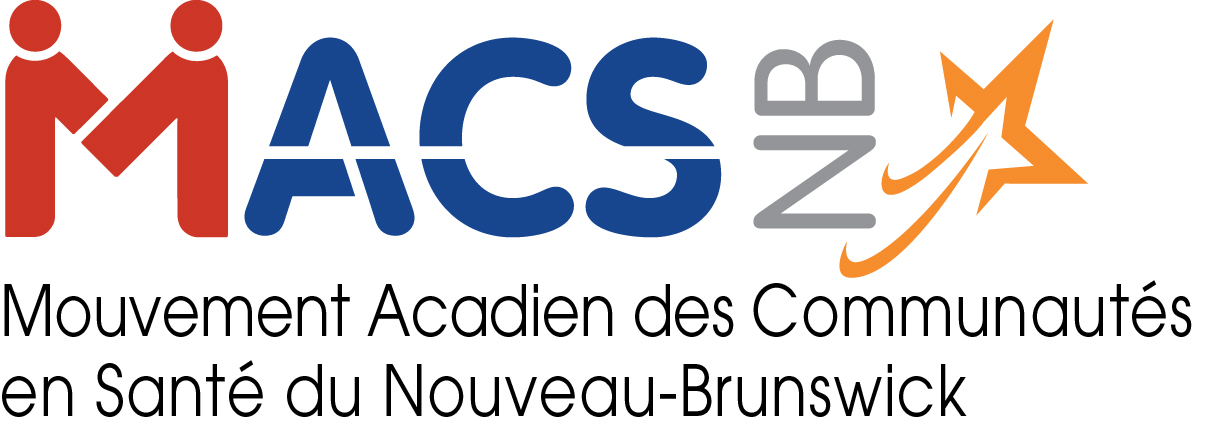 MACS NB
Mouvement Acadien des Communautés
en Santé du Nouveau-Brunswick